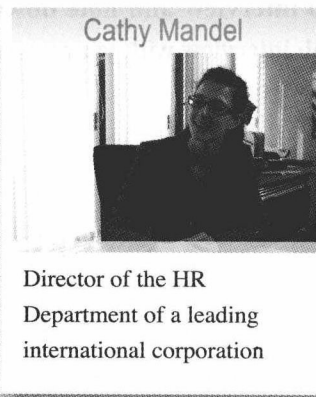 Cathy Mandel
Director of the HR
Department of a leading
international corporation